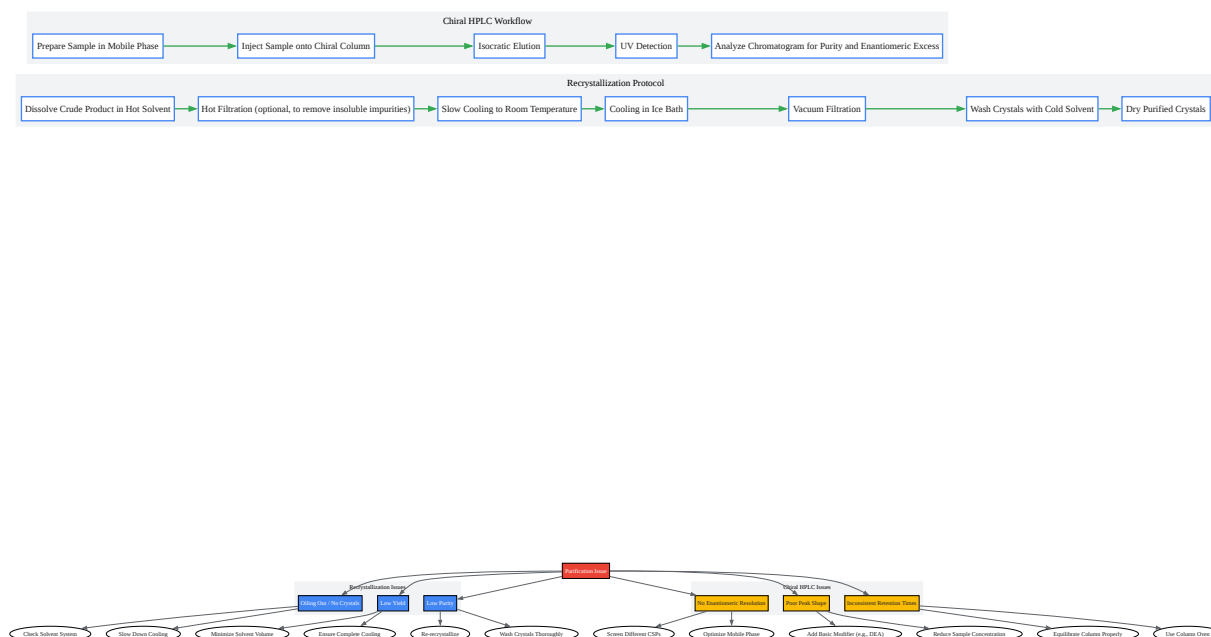 Chiral HPLC Workflow
Prepare Sample in Mobile Phase
Inject Sample onto Chiral Column
Isocratic Elution
UV Detection
Analyze Chromatogram for Purity and Enantiomeric Excess
Recrystallization Protocol
Dissolve Crude Product in Hot Solvent
Hot Filtration (optional, to remove insoluble impurities)
Slow Cooling to Room Temperature
Cooling in Ice Bath
Vacuum Filtration
Wash Crystals with Cold Solvent
Dry Purified Crystals
Purification Issue
Recrystallization Issues
Chiral HPLC Issues
Oiling Out / No Crystals
Low Yield
Low Purity
No Enantiomeric Resolution
Poor Peak Shape
Inconsistent Retention Times
Check Solvent System
Slow Down Cooling
Minimize Solvent Volume
Ensure Complete Cooling
Re-crystallize
Wash Crystals Thoroughly
Screen Different CSPs
Optimize Mobile Phase
Add Basic Modifier (e.g., DEA)
Reduce Sample Concentration
Equilibrate Column Properly
Use Column Oven